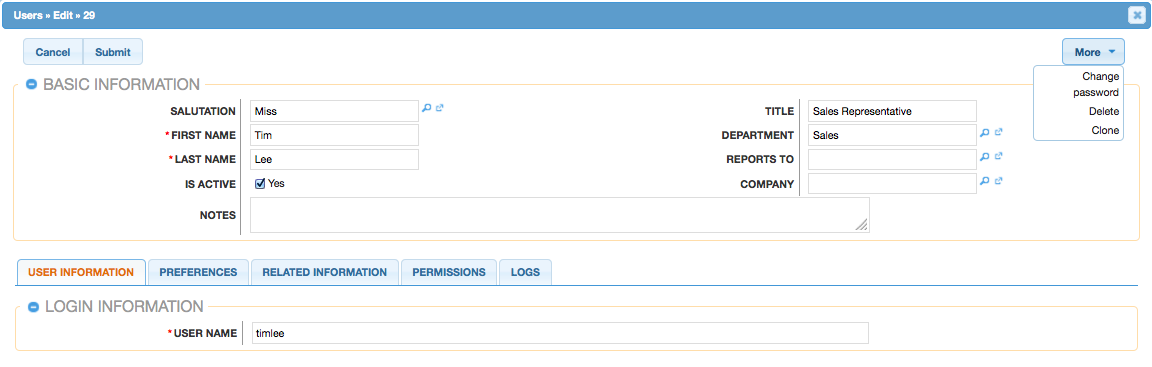 Users » Edit » 29
Cancel Submit More
Change
password
Delete
Clone
BASIC INFORMATION
SALUTATION Miss TITLE Sales Representative
*FIRST NAME Tim DEPARTMENT Sales
*LAST NAME Lee REPORTS TO
IS ACTIVE Yes COMPANY
NOTES
USER INFORMATION PREFERENCES RELATED INFORMATION PERMISSIONS LOGS
LOGIN INFORMATION
*USER NAME timlee